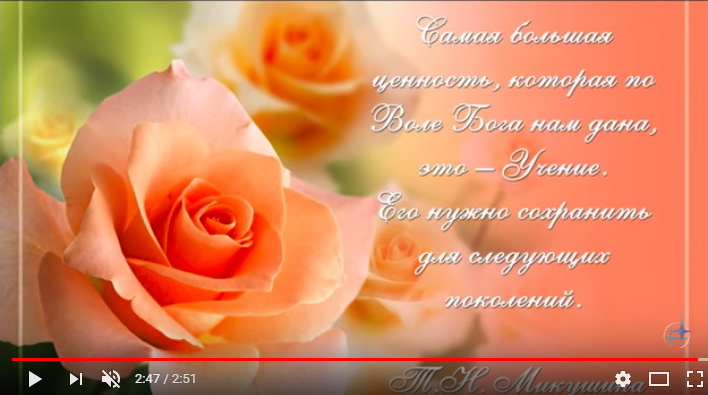 Самая большая
ценность, которая по
Воле Бога нам дана,
это – Учение.
Его нужно сохранить
для следующих
поколений.
2:47 / 2:51
Т.Н. Микушина